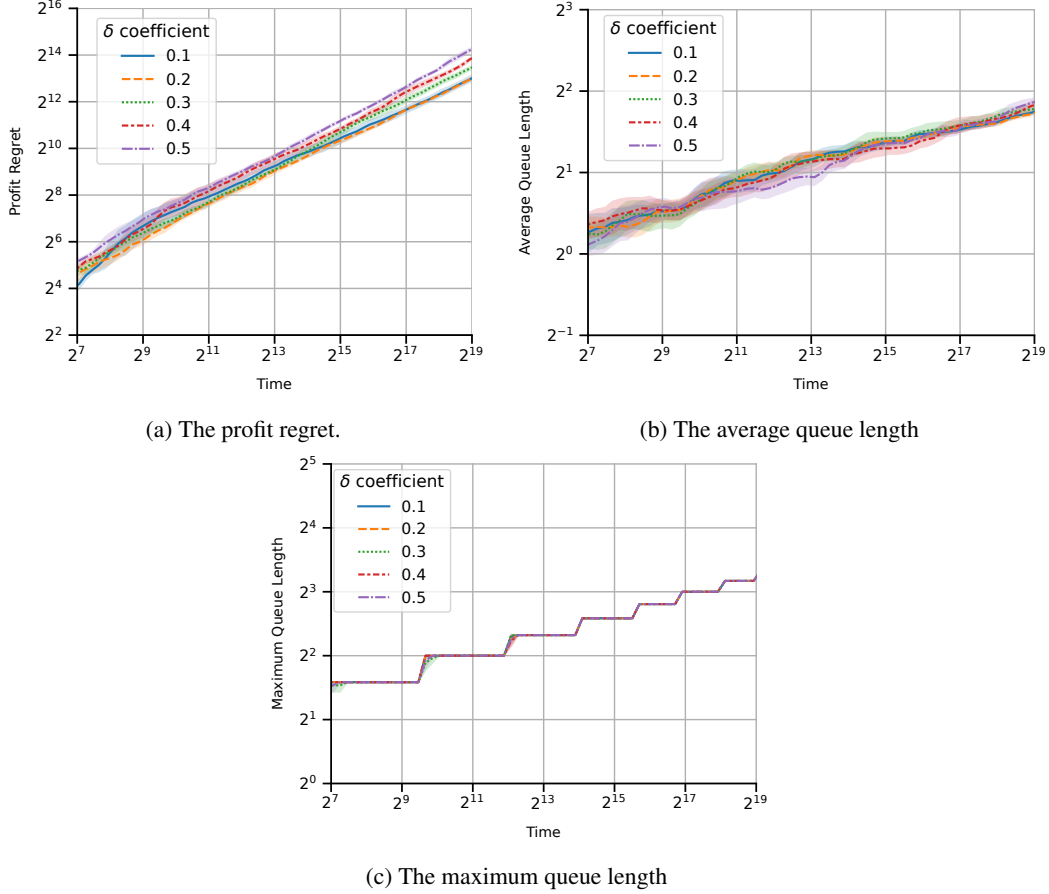 δ coefficient
0.1
0.2
0.3
0.4
0.5
2^16
2^14
2^12
2^10
2^8
2^6
2^4
2^2
Profit Regret
2^7 2^9 2^11 2^13 2^15 2^17 2^19
Time
(a) The profit regret.
δ coefficient
0.1
0.2
0.3
0.4
0.5
2^3
2^2
2^1
2^0
2^-1
Average Queue Length
2^7 2^9 2^11 2^13 2^15 2^17 2^19
Time
(b) The average queue length
δ coefficient
0.1
0.2
0.3
0.4
0.5
2^5
2^4
2^3
2^2
2^1
2^0
Maximum Queue Length
2^7 2^9 2^11 2^13 2^15 2^17 2^19
Time
(c) The maximum queue length